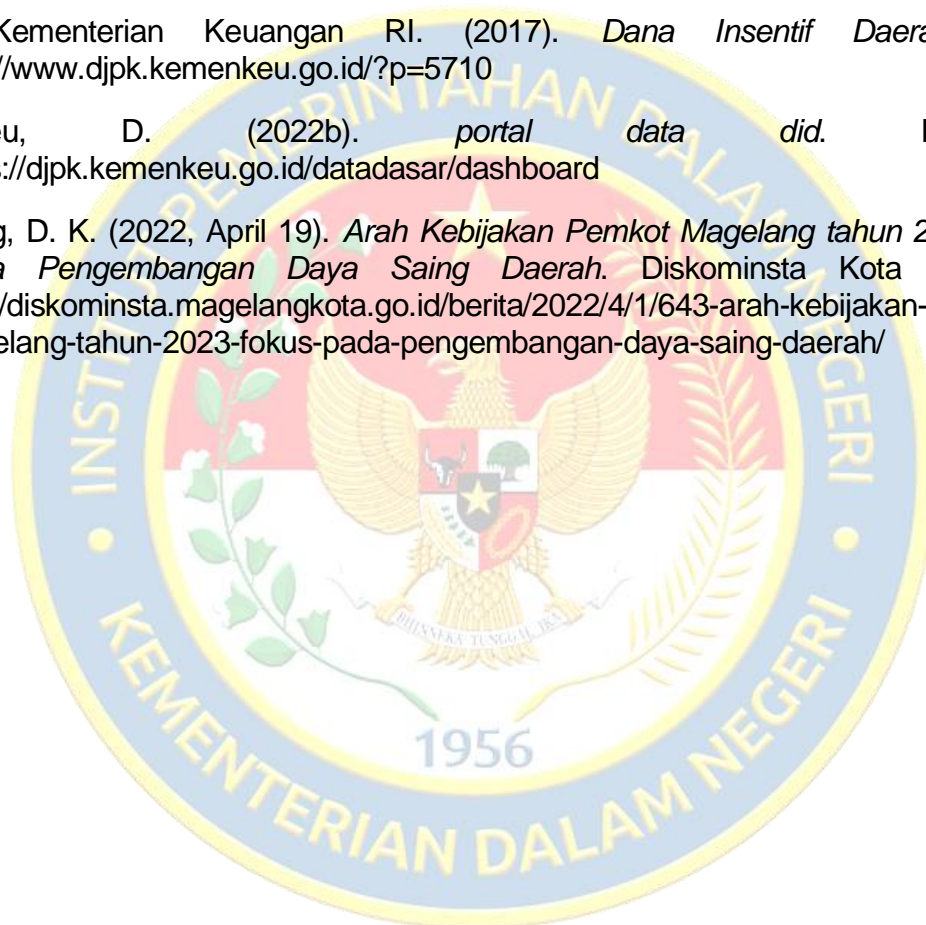 Kementerian Keuangan RI. (2017). Dana Insentif Daera
//www.djpk.kemenkeu.go.id/?p=5710
eu, D. (2022b). portal data did.
s://djpk.kemenkeu.go.id/datadasar/dashboard
g, D. K. (2022, April 19). Arah Kebijakan Pemkot Magelang tahun 2
a Pengembangan Daya Saing Daerah. Diskominsta Kota
/diskominsta.magelangkota.go.id/berita/2022/4/1/643-arah-kebijakan-
elang-tahun-2023-fokus-pada-pengembangan-daya-saing-daerah/
INSTITUT PEMERINTAHAN DALAM NEGERI
BHINNEKA TUNGGAL IKA
1956
KEMENTERIAN DALAM NEGERI